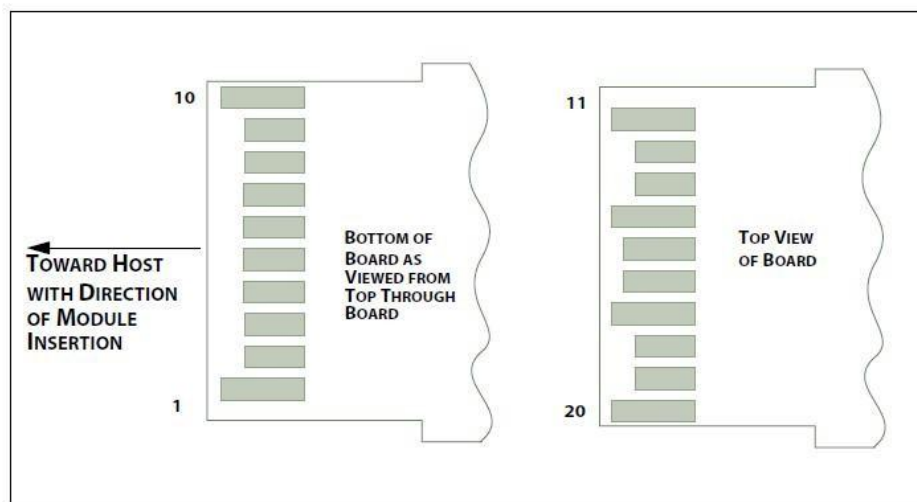 10
1
TOWARD HOST
WITH DIRECTION
OF MODULE
INSERTION
BOTTOM OF
BOARD AS
VIEWED FROM
TOP THROUGH
BOARD
11
20
TOP VIEW
OF BOARD